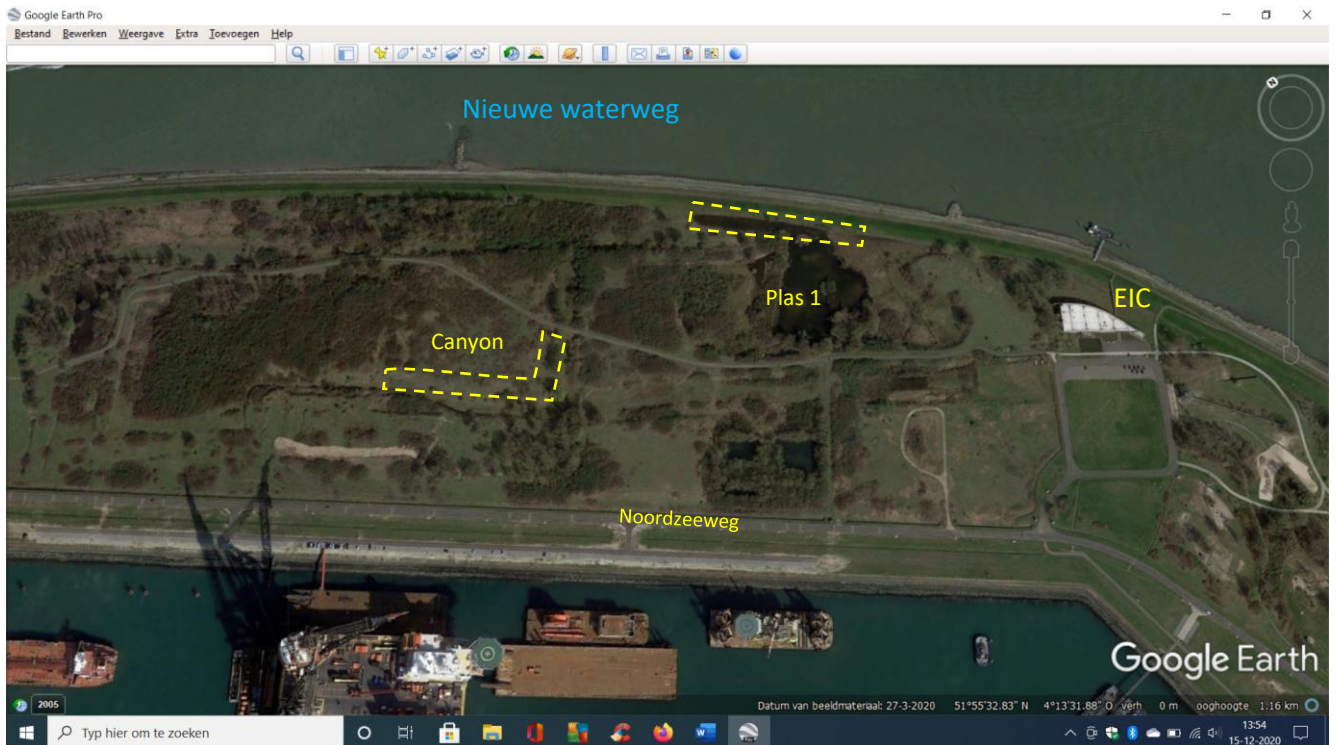 Google Earth Pro
Bestand Bewerken Weergave Extra Toevoegen Help
Nieuwe waterweg
Plas 1
EIC
Canyon
Noordzeeweg
Google Earth
2005
Datum van beeldmateriaal: 27-3-2020 51°55'32.83" N 4°13'31.88" O verh 0 m ooghoogte 1.16 km
Typ hier om te zoeken
13:54
15-12-2020